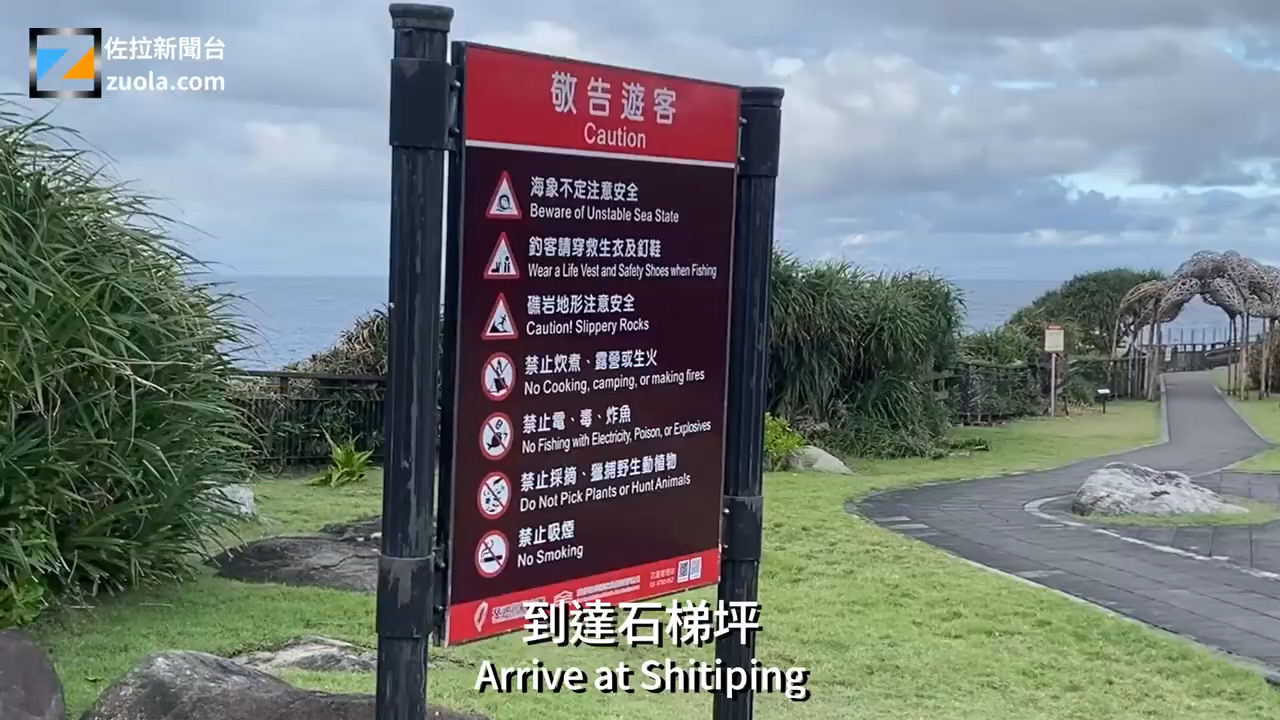 佐拉新聞台
zuola.com
敬告遊客
Caution
海象不定注意安全
Beware of Unstable Sea State
釣客請穿救生衣及釘鞋
Wear a Life Vest and Safety Shoes when Fishing
礁岩地形注意安全
Caution! Slippery Rocks
禁止炊煮、露營或生火
No Cooking, camping, or making fires
禁止電、毒、炸魚
No Fishing with Electricity, Poison, or Explosives
禁止採摘、獵捕野生動植物
Do Not Pick Plants or Hunt Animals
禁止吸煙
No Smoking
到達石梯坪
Arrive at Shitiping